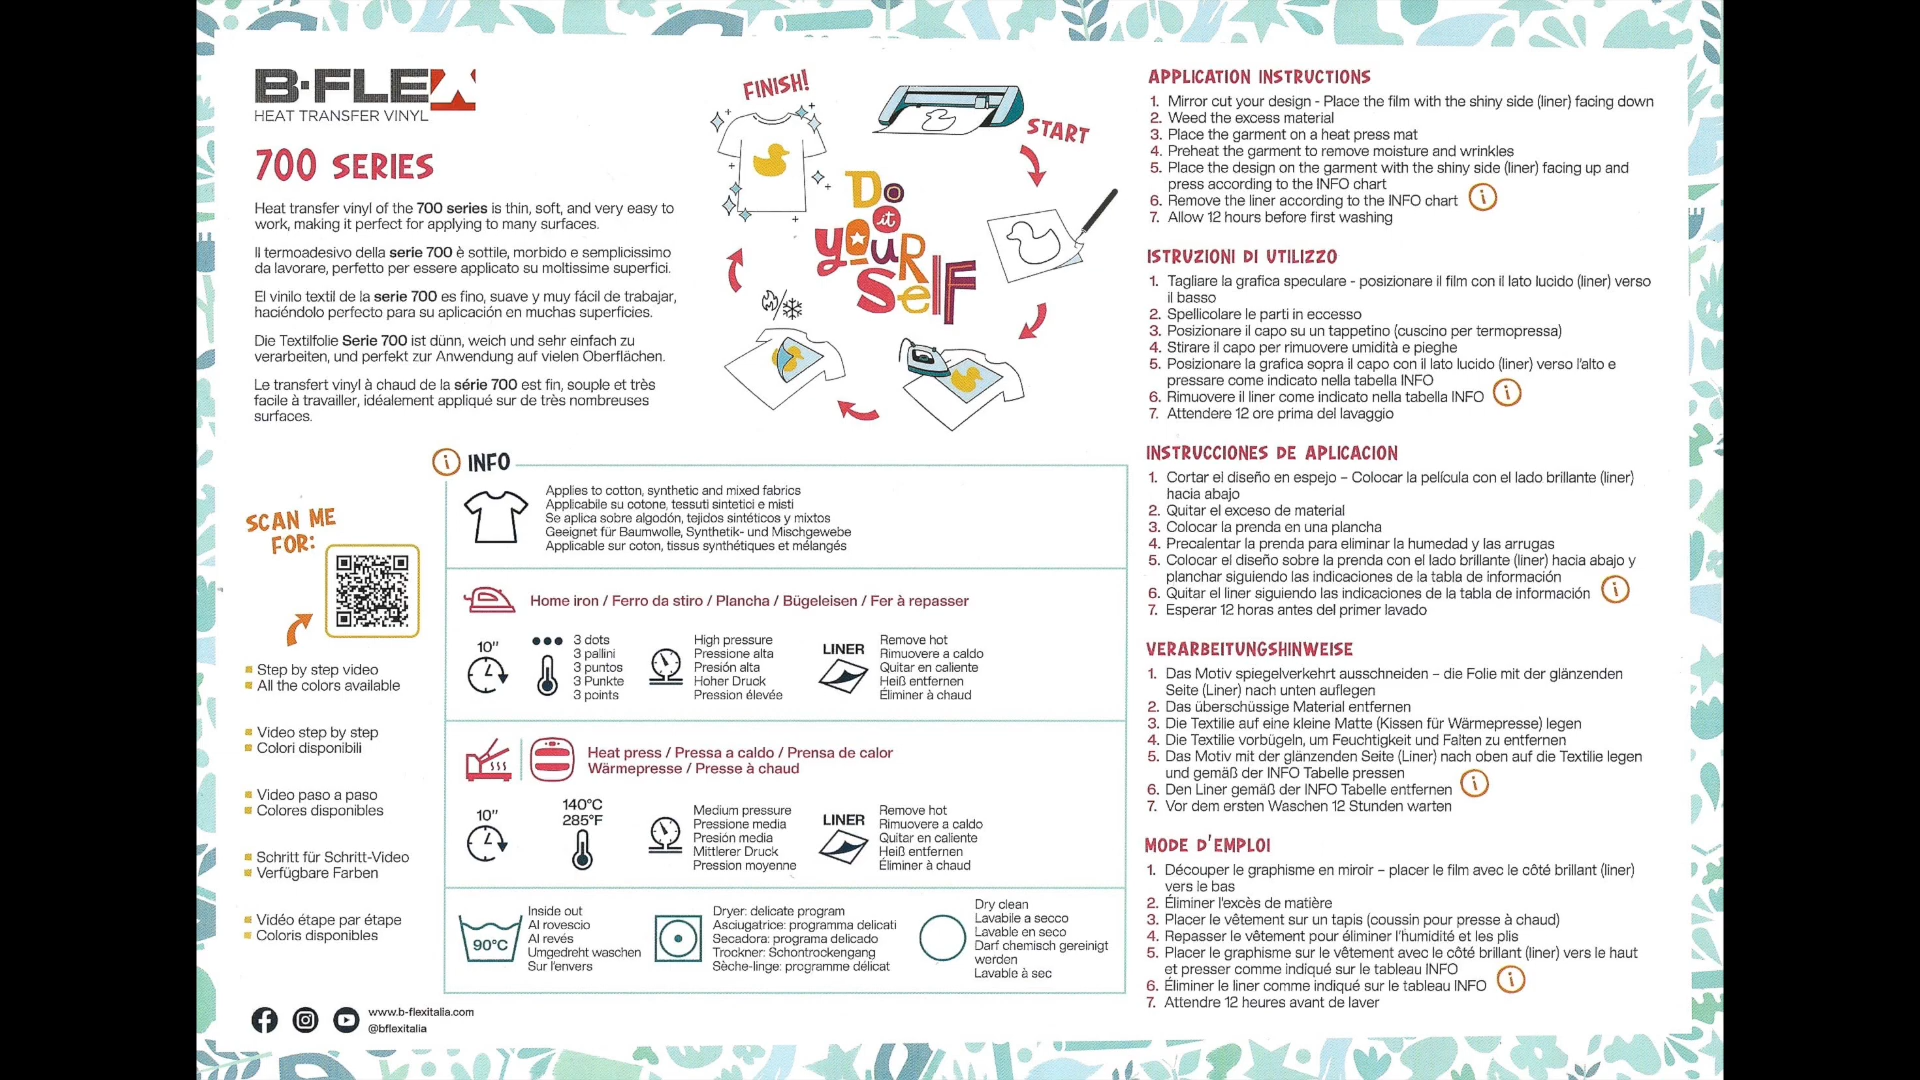 B·FLEX
HEAT TRANSFER VINYL
700 SERIES
Heat transfer vinyl of the 700 series is thin, soft, and very easy to
work, making it perfect for applying to many surfaces.
Il termoadesivo della serie 700 è sottile, morbido e semplicissimo
da lavorare, perfetto per essere applicato su moltissime superfici.
El vinilo textil de la serie 700 es fino, suave y muy fácil de trabajar,
haciéndolo perfecto para su aplicación en muchas superficies.
Die Textilfolie Serie 700 ist dünn, weich und sehr einfach zu
verarbeiten, und perfekt zur Anwendung auf vielen Oberflächen.
Le transfert vinyl à chaud de la série 700 est fin, souple et très
facile à travailler, idéalement appliqué sur de très nombreuses
surfaces.
FINISH!
START
Do
it
youR
Self
SCAN ME
FOR:
Step by step video
All the colors available
Video step by step
Colori disponibili
Video paso a paso
Colores disponibles
Schritt für Schritt-Video
Verfügbare Farben
Vidéo étape par étape
Coloris disponibles
www.b-flexitalia.com
@bflexitalia
i INFO
Applies to cotton, synthetic and mixed fabrics
Applicabile su cotone, tessuti sintetici e misti
Se aplica sobre algodón, tejidos sintéticos y mixtos
Geeignet für Baumwolle, Synthetik- und Mischgewebe
Applicable sur coton, tissus synthétiques et mélangés
Home iron / Ferro da stiro / Plancha / Bügeleisen / Fer à repasser
10"
3 dots
3 pallini
3 puntos
3 Punkte
3 points
High pressure
Pressione alta
Presión alta
Hoher Druck
Pression élevée
LINER
Remove hot
Rimuovere a caldo
Quitar en caliente
Heiß entfernen
Éliminer à chaud
Heat press / Pressa a caldo / Prensa de calor
Wärmepresse / Presse à chaud
10"
140°C
285°F
Medium pressure
Pressione media
Presión media
Mittlerer Druck
Pression moyenne
LINER
Remove hot
Rimuovere a caldo
Quitar en caliente
Heiß entfernen
Éliminer à chaud
90°C
Inside out
Al rovescio
Al revés
Umgedreht waschen
Sur l'envers
Dryer: delicate program
Asciugatrice: programma delicati
Secadora: programa delicado
Trockner: Schontrockengang
Sèche-linge: programme délicat
Dry clean
Lavabile a secco
Lavable en seco
Darf chemisch gereinigt
werden
Lavable à sec
APPLICATION INSTRUCTIONS
1. Mirror cut your design - Place the film with the shiny side (liner) facing down
2. Weed the excess material
3. Place the garment on a heat press mat
4. Preheat the garment to remove moisture and wrinkles
5. Place the design on the garment with the shiny side (liner) facing up and
press according to the INFO chart
6. Remove the liner according to the INFO chart i
7. Allow 12 hours before first washing
ISTRUZIONI DI UTILIZZO
1. Tagliare la grafica speculare - posizionare il film con il lato lucido (liner) verso
il basso
2. Spellicolare le parti in eccesso
3. Posizionare il capo su un tappetino (cuscino per termopressa)
4. Stirare il capo per rimuovere umidità e pieghe
5. Posizionare la grafica sopra il capo con il lato lucido (liner) verso l'alto e
pressare come indicato nella tabella INFO
6. Rimuovere il liner come indicato nella tabella INFO i
7. Attendere 12 ore prima del lavaggio
INSTRUCCIONES DE APLICACION
1. Cortar el diseño en espejo – Colocar la película con el lado brillante (liner)
hacia abajo
2. Quitar el exceso de material
3. Colocar la prenda en una plancha
4. Precalentar la prenda para eliminar la humedad y las arrugas
5. Colocar el diseño sobre la prenda con el lado brillante (liner) hacia abajo y
planchar siguiendo las indicaciones de la tabla de información
6. Quitar el liner siguiendo las indicaciones de la tabla de información i
7. Esperar 12 horas antes del primer lavado
VERARBEITUNGSHINWEISE
1. Das Motiv spiegelverkehrt ausschneiden – die Folie mit der glänzenden
Seite (Liner) nach unten auflegen
2. Das überschüssige Material entfernen
3. Die Textilie auf eine kleine Matte (Kissen für Wärmepresse) legen
4. Die Textilie vorbügeln, um Feuchtigkeit und Falten zu entfernen
5. Das Motiv mit der glänzenden Seite (Liner) nach oben auf die Textilie legen
und gemäß der INFO Tabelle pressen
6. Den Liner gemäß der INFO Tabelle entfernen i
7. Vor dem ersten Waschen 12 Stunden warten
MODE D'EMPLOI
1. Découper le graphisme en miroir – placer le film avec le côté brillant (liner)
vers le bas
2. Éliminer l'excès de matière
3. Placer le vêtement sur un tapis (coussin pour presse à chaud)
4. Repasser le vêtement pour éliminer l'humidité et les plis
5. Placer le graphisme sur le vêtement avec le côté brillant (liner) vers le haut
et presser comme indiqué sur le tableau INFO
6. Éliminer le liner comme indiqué sur le tableau INFO i
7. Attendre 12 heures avant de laver